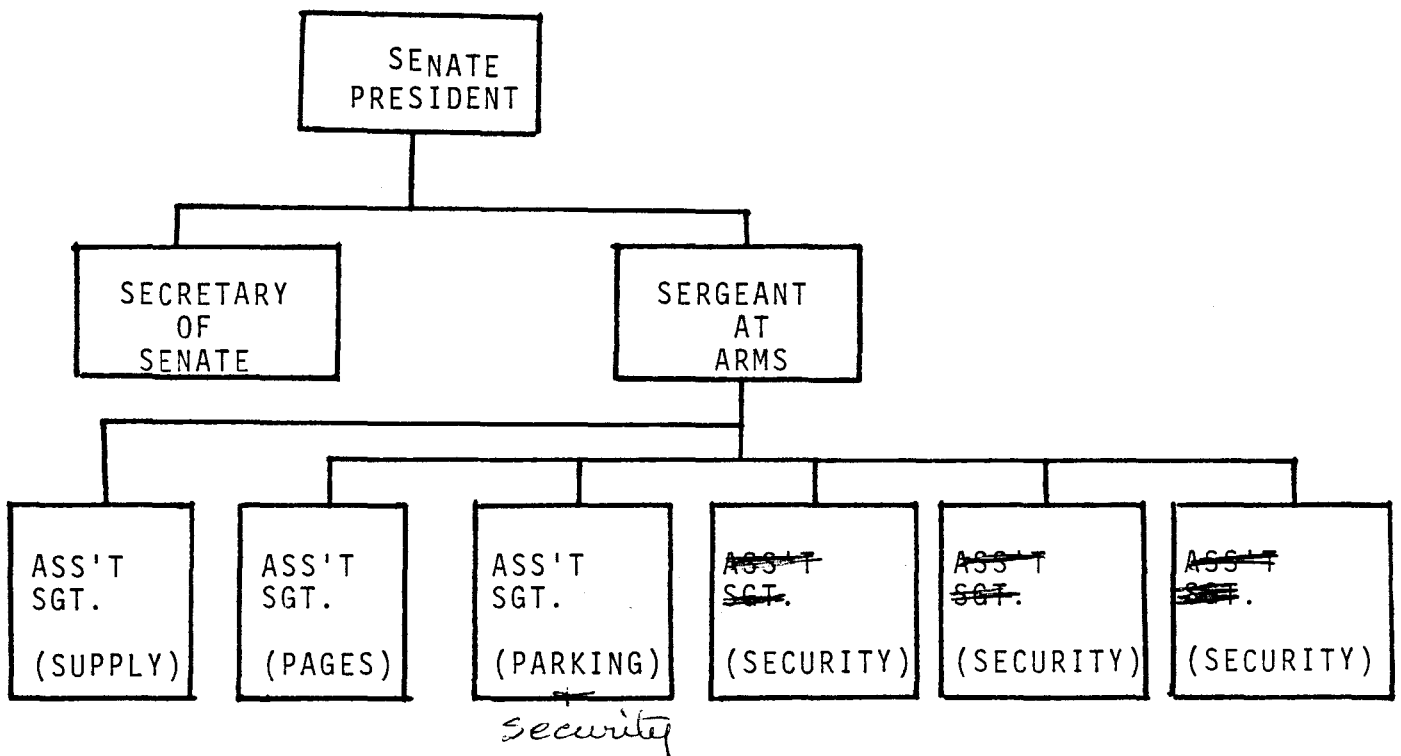 SENATE
PRESIDENT
SECRETARY
OF
SENATE
SERGEANT
AT
ARMS
ASS'T
SGT.
(SUPPLY)
ASS'T
SGT.
(PAGES)
ASS'T
SGT.
(PARKING)
+
security
ASS'T
SGT.
(SECURITY)
ASS'T
SGT.
(SECURITY)
ASS'T
SGT.
(SECURITY)